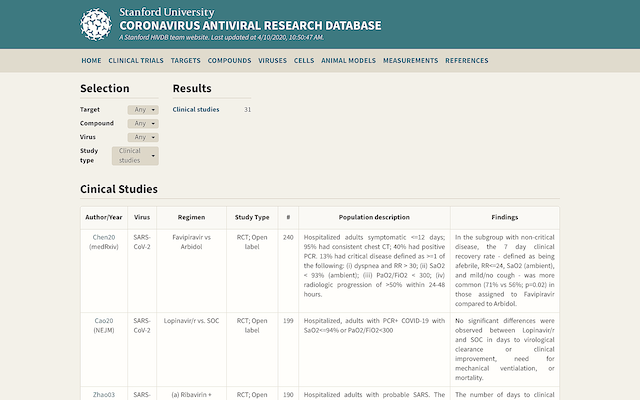 Stanford University
CORONAVIRUS ANTIVIRAL RESEARCH DATABASE
A Stanford HIVDB team website. Last updated at 4/10/2020, 10:50:47 AM.
HOME CLINICAL TRIALS TARGETS COMPOUNDS VIRUSES CELLS ANIMAL MODELS MEASUREMENTS REFERENCES
Selection
Target Any
Compound Any
Virus Any
Study type Clinical studies
Results
Clinical studies 31
Cinical Studies
Author/Year Virus Regimen Study Type # Population description Findings
Chen20
(medRxiv)
SARS-
CoV-2
Favipiravir vs
Arbidol
RCT; Open
label
240
Hospitalized adults symptomatic <=12 days;
95% had consistent chest CT; 40% had positive
PCR. 13% had critical disease defined as >=1 of
the following: (i) dyspnea and RR > 30; (ii) SaO2
< 93% (ambient); (iii) PaO2/FiO2 < 300; (iv)
radiologic progression of >50% within 24-48
hours.
In the subgroup with non-critical
disease, the 7 day clinical
recovery rate - defined as being
afebrile, RR<=24, SaO2 (ambient),
and mild/no cough - was more
common (71% vs 56%; p=0.02) in
those assigned to Favipiravir
compared to Arbidol.
Cao20
(NEJM)
SARS-
CoV-2
Lopinavir/r vs. SOC
RCT; Open
label
199
Hospitalized, adults with PCR+ COVID-19 with
SaO2<=94% or PaO2/FiO2<300
No significant differences were
observed between Lopinavir/r
and SOC in days to virological
clearance or clinical
improvement, need for
mechanical ventialation, or
mortality.
Zhao03
SARS-
(a) Ribavirin +
RCT; Open
190
Hospitalized adults with probable SARS. The
The number of days to clinical